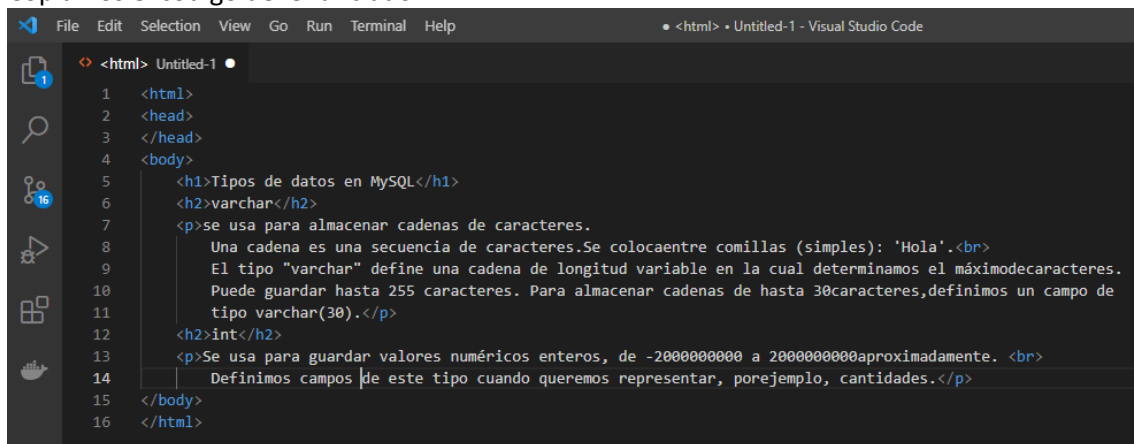 File Edit Selection View Go Run Terminal Help ● <html> • Untitled-1 - Visual Studio Code
<> <html> Untitled-1 ●
1
16
1 <html>
2 <head>
3 </head>
4 <body>
5 <h1>Tipos de datos en MySQL</h1>
6 <h2>varchar</h2>
7 <p>se usa para almacenar cadenas de caracteres.
8 Una cadena es una secuencia de caracteres.Se colocaentre comillas (simples): 'Hola'.<br>
9 El tipo "varchar" define una cadena de longitud variable en la cual determinamos el máximodecaracteres.
10 Puede guardar hasta 255 caracteres. Para almacenar cadenas de hasta 30caracteres,definimos un campo de
11 tipo varchar(30).</p>
12 <h2>int</h2>
13 <p>Se usa para guardar valores numéricos enteros, de -2000000000 a 2000000000aproximadamente. <br>
14 Definimos campos de este tipo cuando queremos representar, porejemplo, cantidades.</p>
15 </body>
16 </html>